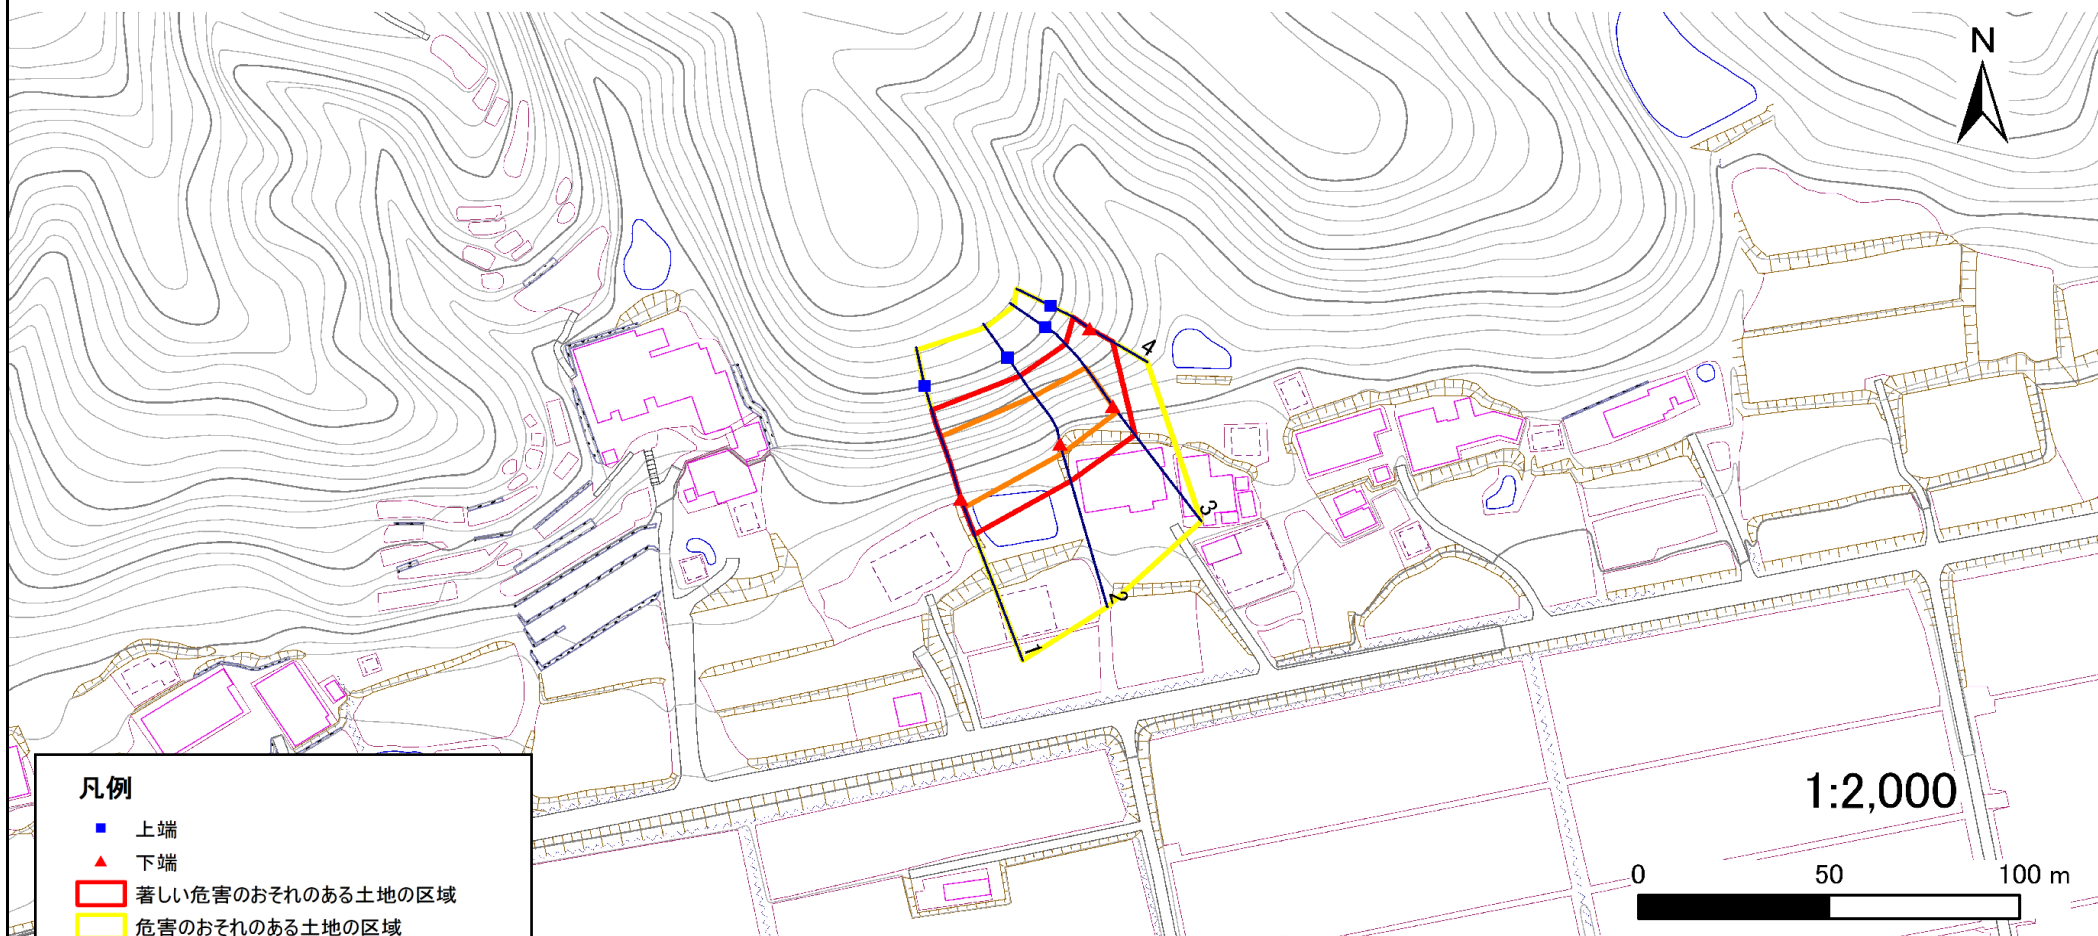 N
4
3
2
1
凡例
上端
下端
著しい危害のおそれのある土地の区域
危害のおそれのある土地の区域
1:2,000
0 50 100 m